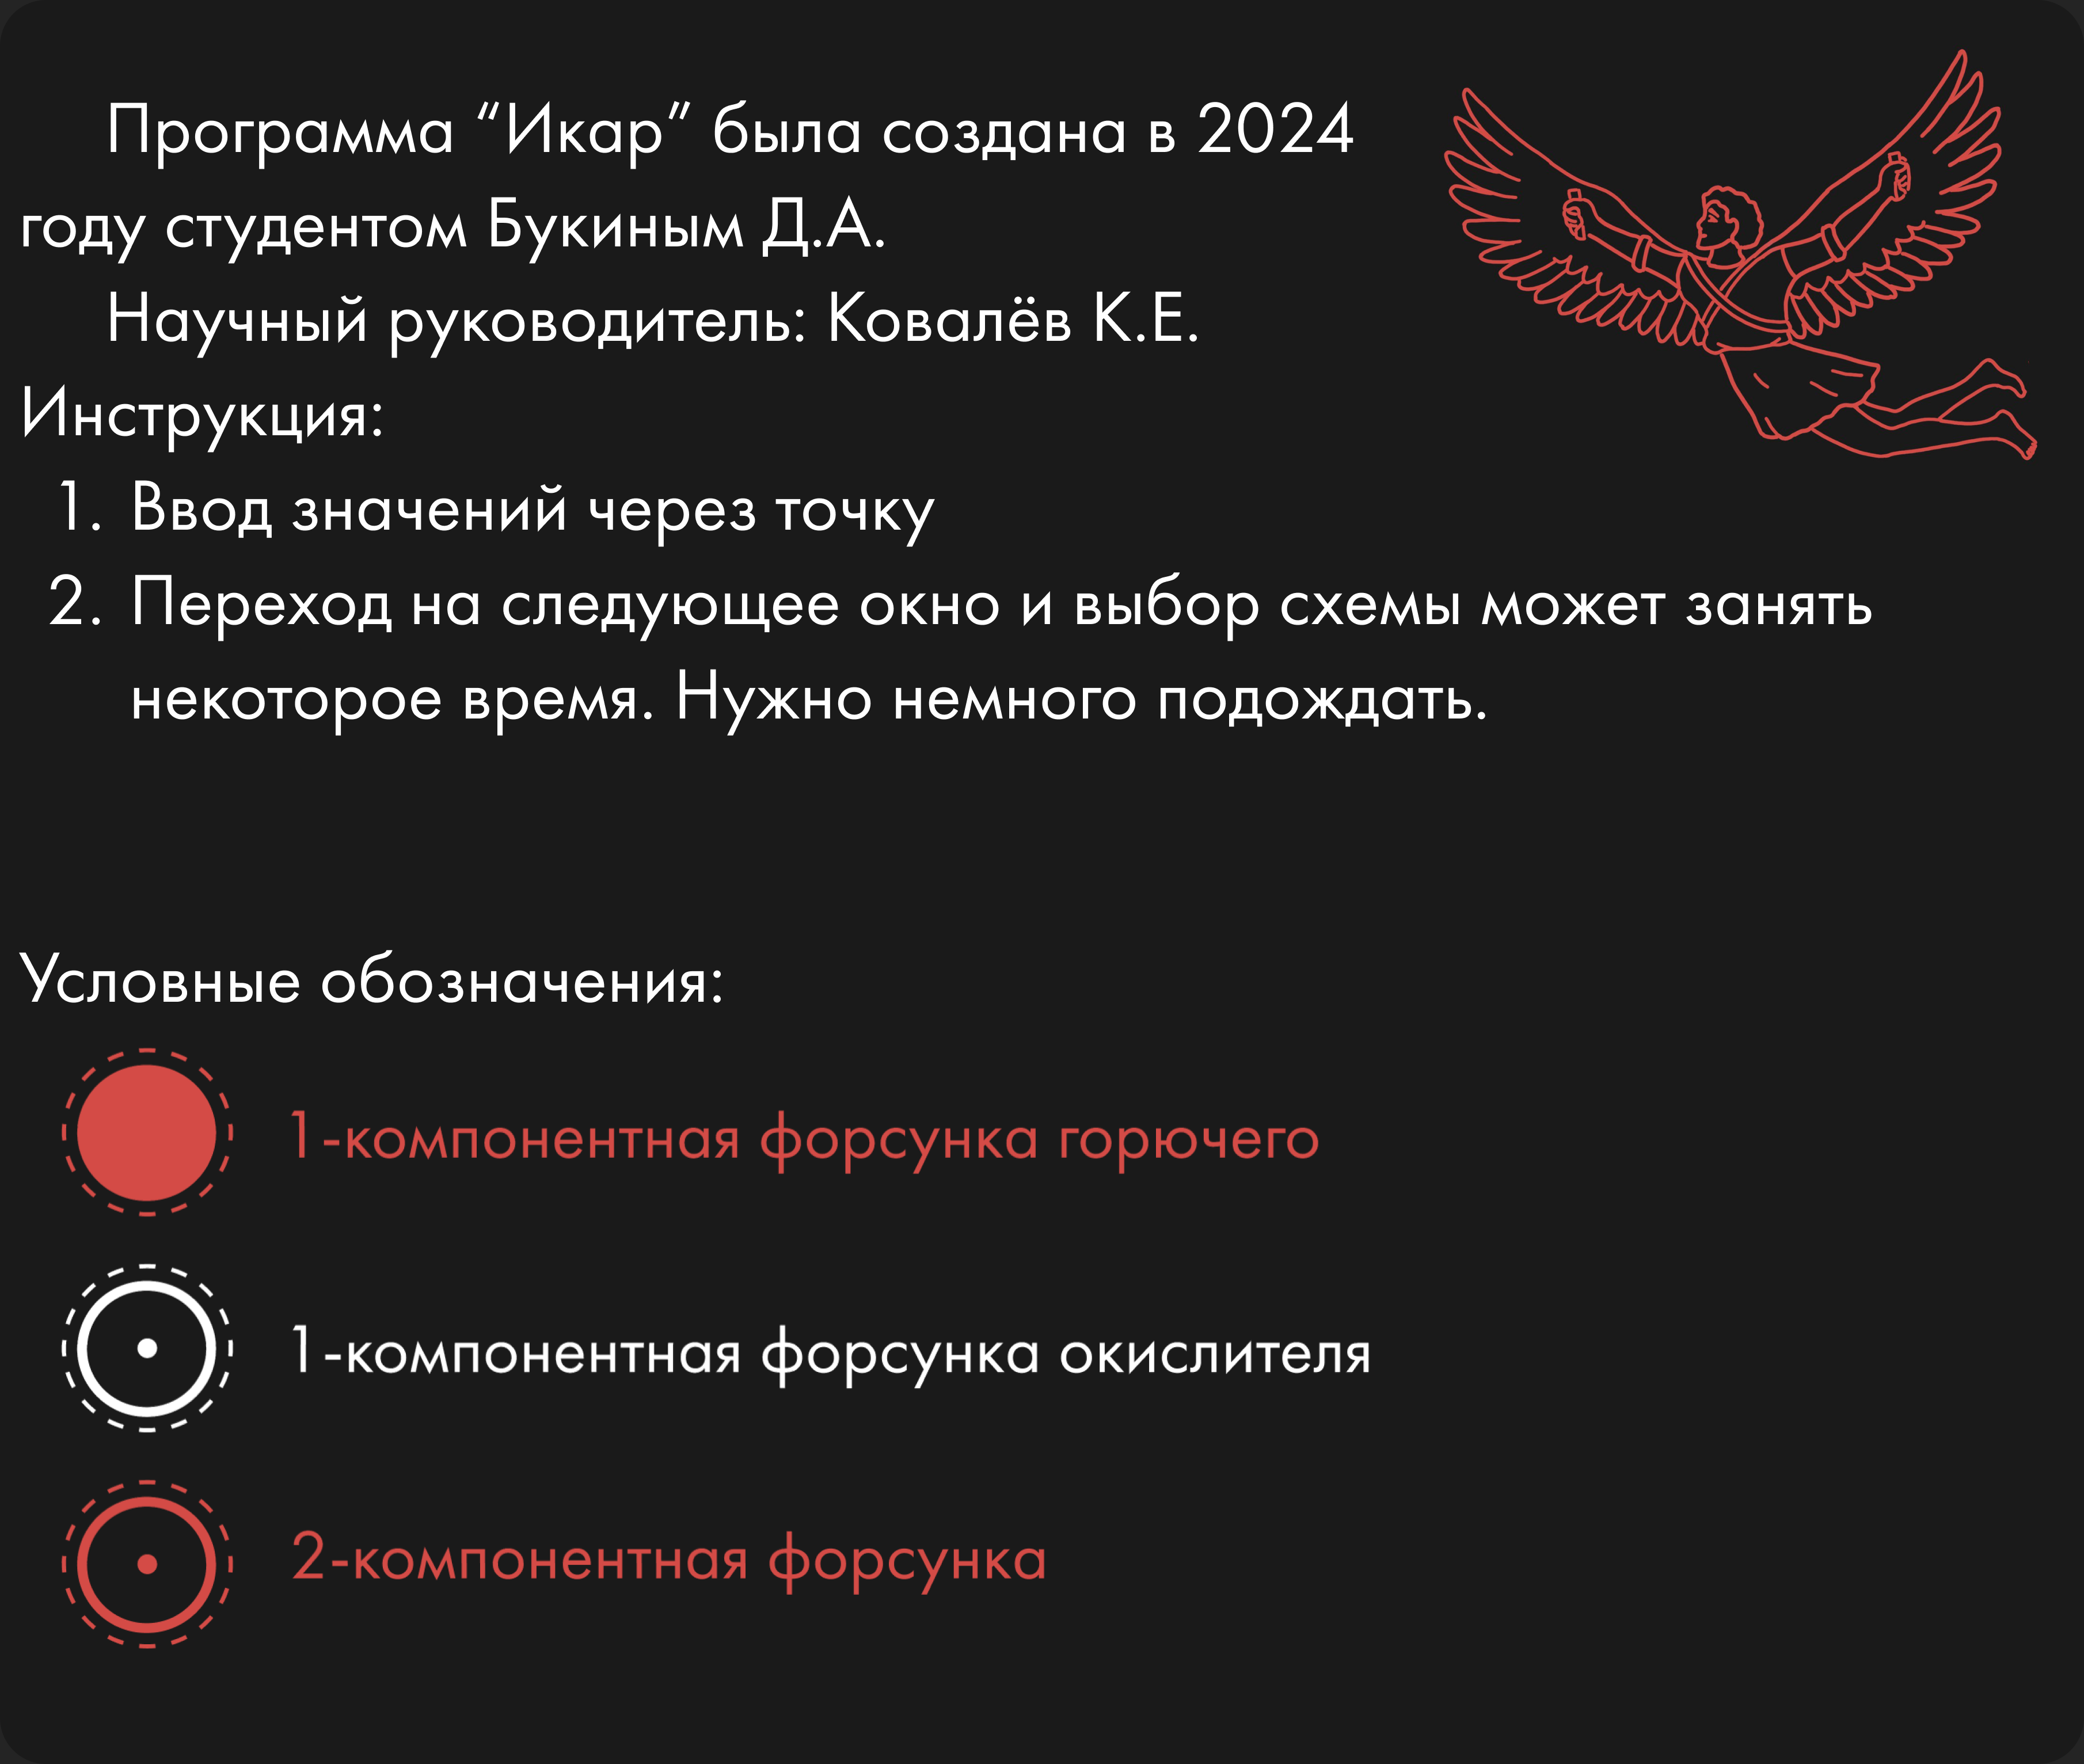 Программа “Икар” была создана в 2024
году студентом Букиным Д.А.
Научный руководитель: Ковалёв К.Е.
Инструкция:
1. Ввод значений через точку
2. Переход на следующее окно и выбор схемы может занять
некоторое время. Нужно немного подождать.
Условные обозначения:
1-компонентная форсунка горючего
1-компонентная форсунка окислителя
2-компонентная форсунка